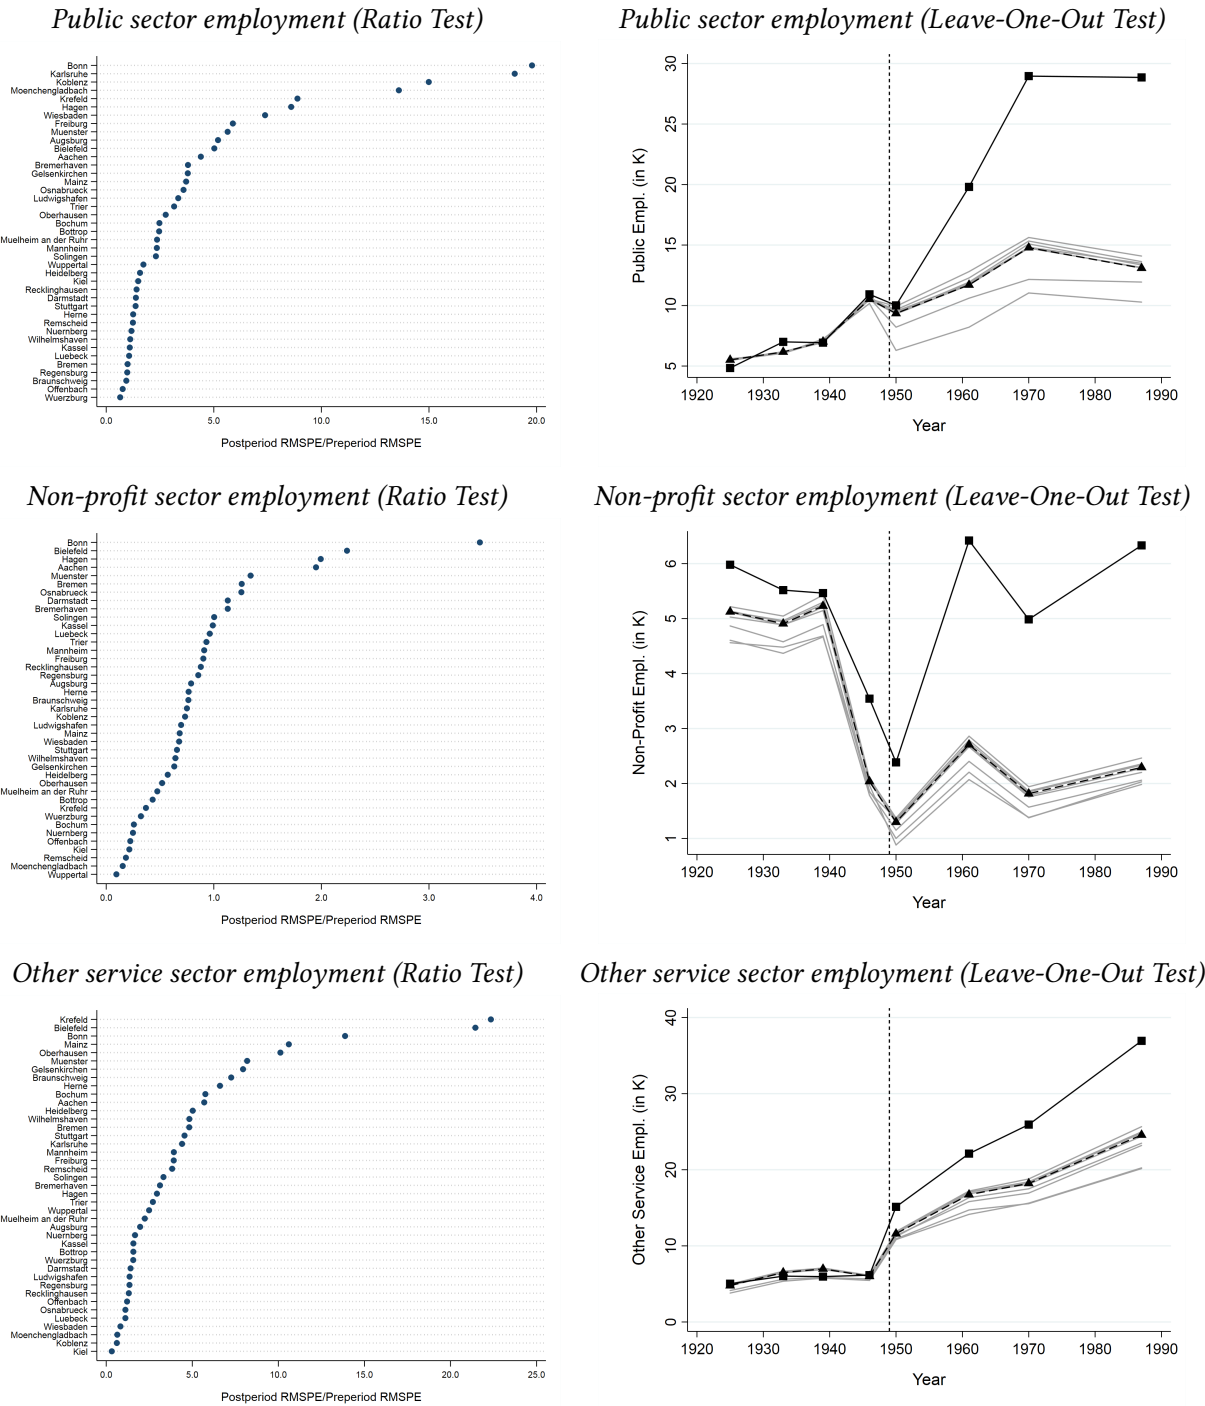 Public sector employment (Ratio Test)
Bonn
Karlsruhe
Koblenz
Moenchengladbach
Krefeld
Hagen
Wiesbaden
Freiburg
Muenster
Augsburg
Bielefeld
Aachen
Bremerhaven
Gelsenkirchen
Mainz
Osnabrueck
Ludwigshafen
Trier
Oberhausen
Bochum
Bottrop
Muelheim an der Ruhr
Mannheim
Solingen
Wuppertal
Heidelberg
Kiel
Recklinghausen
Darmstadt
Stuttgart
Herne
Remscheid
Nuernberg
Wilhelmshaven
Kassel
Luebeck
Bremen
Regensburg
Braunschweig
Offenbach
Wuerzburg
0.0 5.0 10.0 15.0 20.0
Postperiod RMSPE/Preperiod RMSPE
Public sector employment (Leave-One-Out Test)
Public Empl. (in K)
30
25
20
15
10
5
1920 1930 1940 1950 1960 1970 1980 1990
Year
Non-profit sector employment (Ratio Test)
Bonn
Bielefeld
Hagen
Aachen
Muenster
Bremen
Osnabrueck
Darmstadt
Bremerhaven
Solingen
Kassel
Luebeck
Trier
Mannheim
Freiburg
Recklinghausen
Regensburg
Augsburg
Herne
Braunschweig
Karlsruhe
Koblenz
Ludwigshafen
Mainz
Wiesbaden
Stuttgart
Wilhelmshaven
Gelsenkirchen
Heidelberg
Oberhausen
Muelheim an der Ruhr
Bottrop
Krefeld
Wuerzburg
Bochum
Nuernberg
Offenbach
Kiel
Remscheid
Moenchengladbach
Wuppertal
0.0 1.0 2.0 3.0 4.0
Postperiod RMSPE/Preperiod RMSPE
Non-profit sector employment (Leave-One-Out Test)
Non-Profit Empl. (in K)
6
5
4
3
2
1
1920 1930 1940 1950 1960 1970 1980 1990
Year
Other service sector employment (Ratio Test)
Krefeld
Bielefeld
Bonn
Mainz
Oberhausen
Muenster
Gelsenkirchen
Braunschweig
Herne
Bochum
Aachen
Heidelberg
Wilhelmshaven
Bremen
Stuttgart
Karlsruhe
Mannheim
Freiburg
Remscheid
Solingen
Bremerhaven
Hagen
Trier
Wuppertal
Muelheim an der Ruhr
Augsburg
Nuernberg
Kassel
Bottrop
Wuerzburg
Darmstadt
Ludwigshafen
Regensburg
Recklinghausen
Offenbach
Osnabrueck
Luebeck
Wiesbaden
Moenchengladbach
Koblenz
Kiel
0.0 5.0 10.0 15.0 20.0 25.0
Postperiod RMSPE/Preperiod RMSPE
Other service sector employment (Leave-One-Out Test)
Other Service Empl. (in K)
40
30
20
10
0
1920 1930 1940 1950 1960 1970 1980 1990
Year